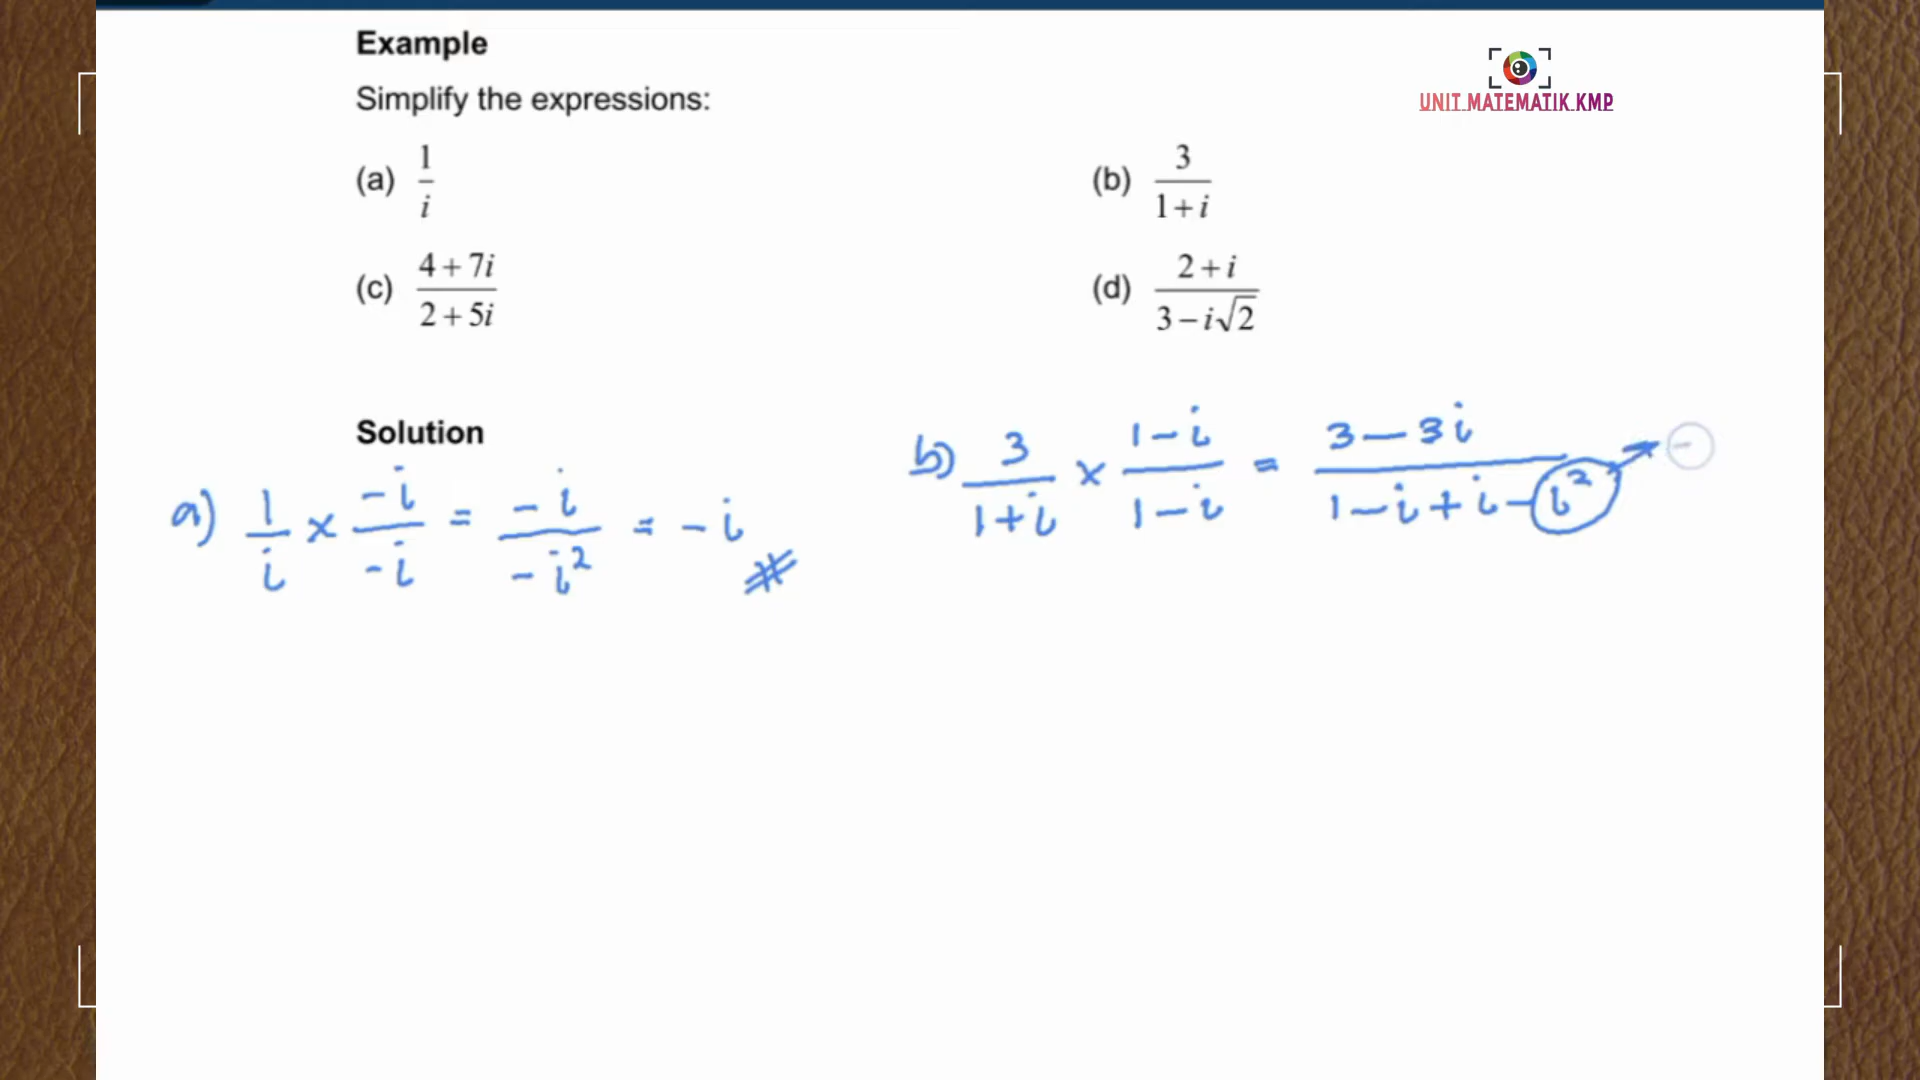 Example
UNIT.MATEMATIK.KMP
Simplify the expressions:
(a) 1/i
(b) 3/(1+i)
(c) (4+7i)/(2+5i)
(d) (2+i)/(3−i√2)
Solution
a) 1/i × −i/−i = −i/−i² = −i
b) 3/(1+i) × (1−i)/(1−i) = (3−3i)/(1−i+i−i²) → −